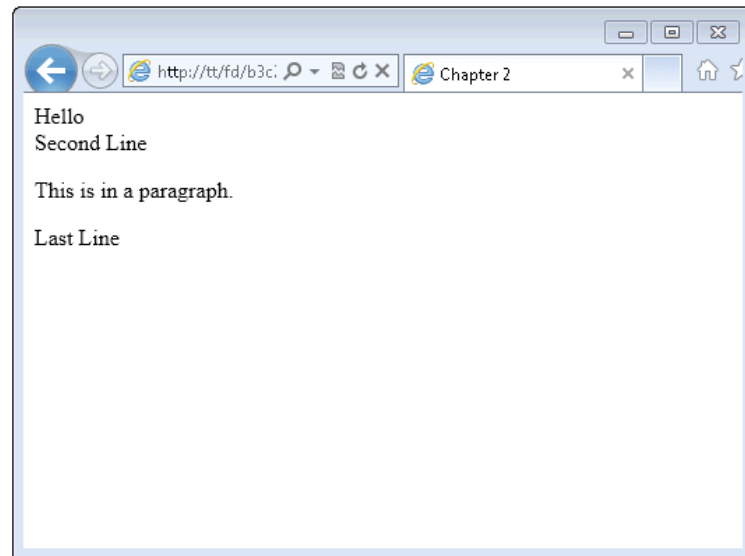 http://tt/fd/b3c
Chapter 2
Hello
Second Line
This is in a paragraph.
Last Line